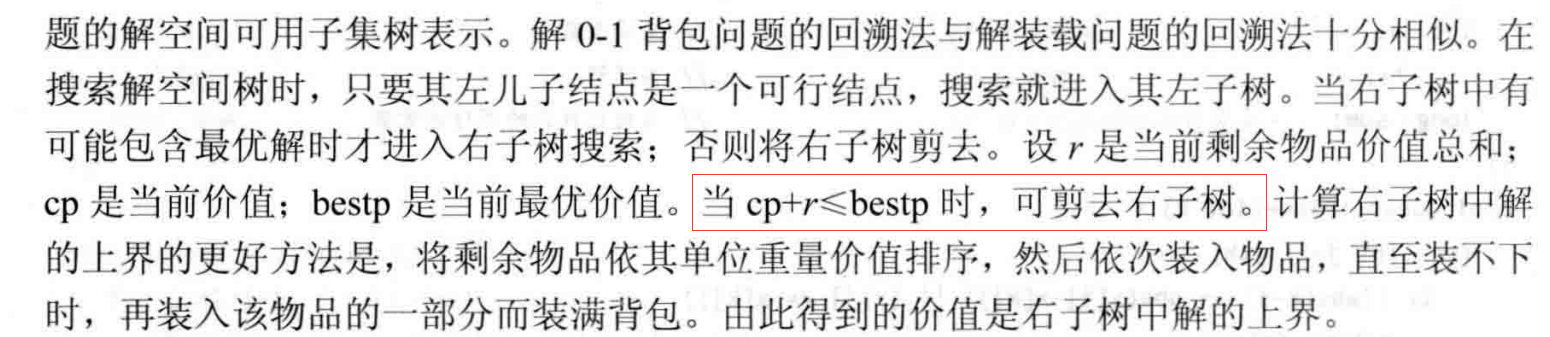 题的解空间可用子集树表示。解 0-1 背包问题的回溯法与解装载问题的回溯法十分相似。在
搜索解空间树时，只要其左儿子结点是一个可行结点，搜索就进入其左子树。当右子树中有
可能包含最优解时才进入右子树搜索；否则将右子树剪去。设 r 是当前剩余物品价值总和；
cp 是当前价值；bestp 是当前最优价值。当 cp+r≤bestp 时，可剪去右子树。计算右子树中解
的上界的更好方法是，将剩余物品依其单位重量价值排序，然后依次装入物品，直至装不下
时，再装入该物品的一部分而装满背包。由此得到的价值是右子树中解的上界。